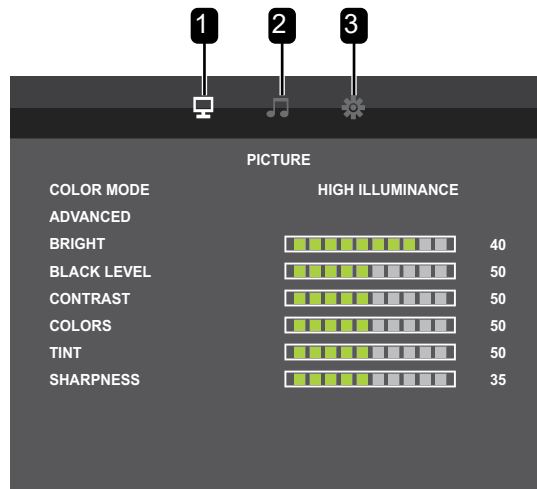 1 2 3
PICTURE
COLOR MODE HIGH ILLUMINANCE
ADVANCED
BRIGHT 40
BLACK LEVEL 50
CONTRAST 50
COLORS 50
TINT 50
SHARPNESS 35